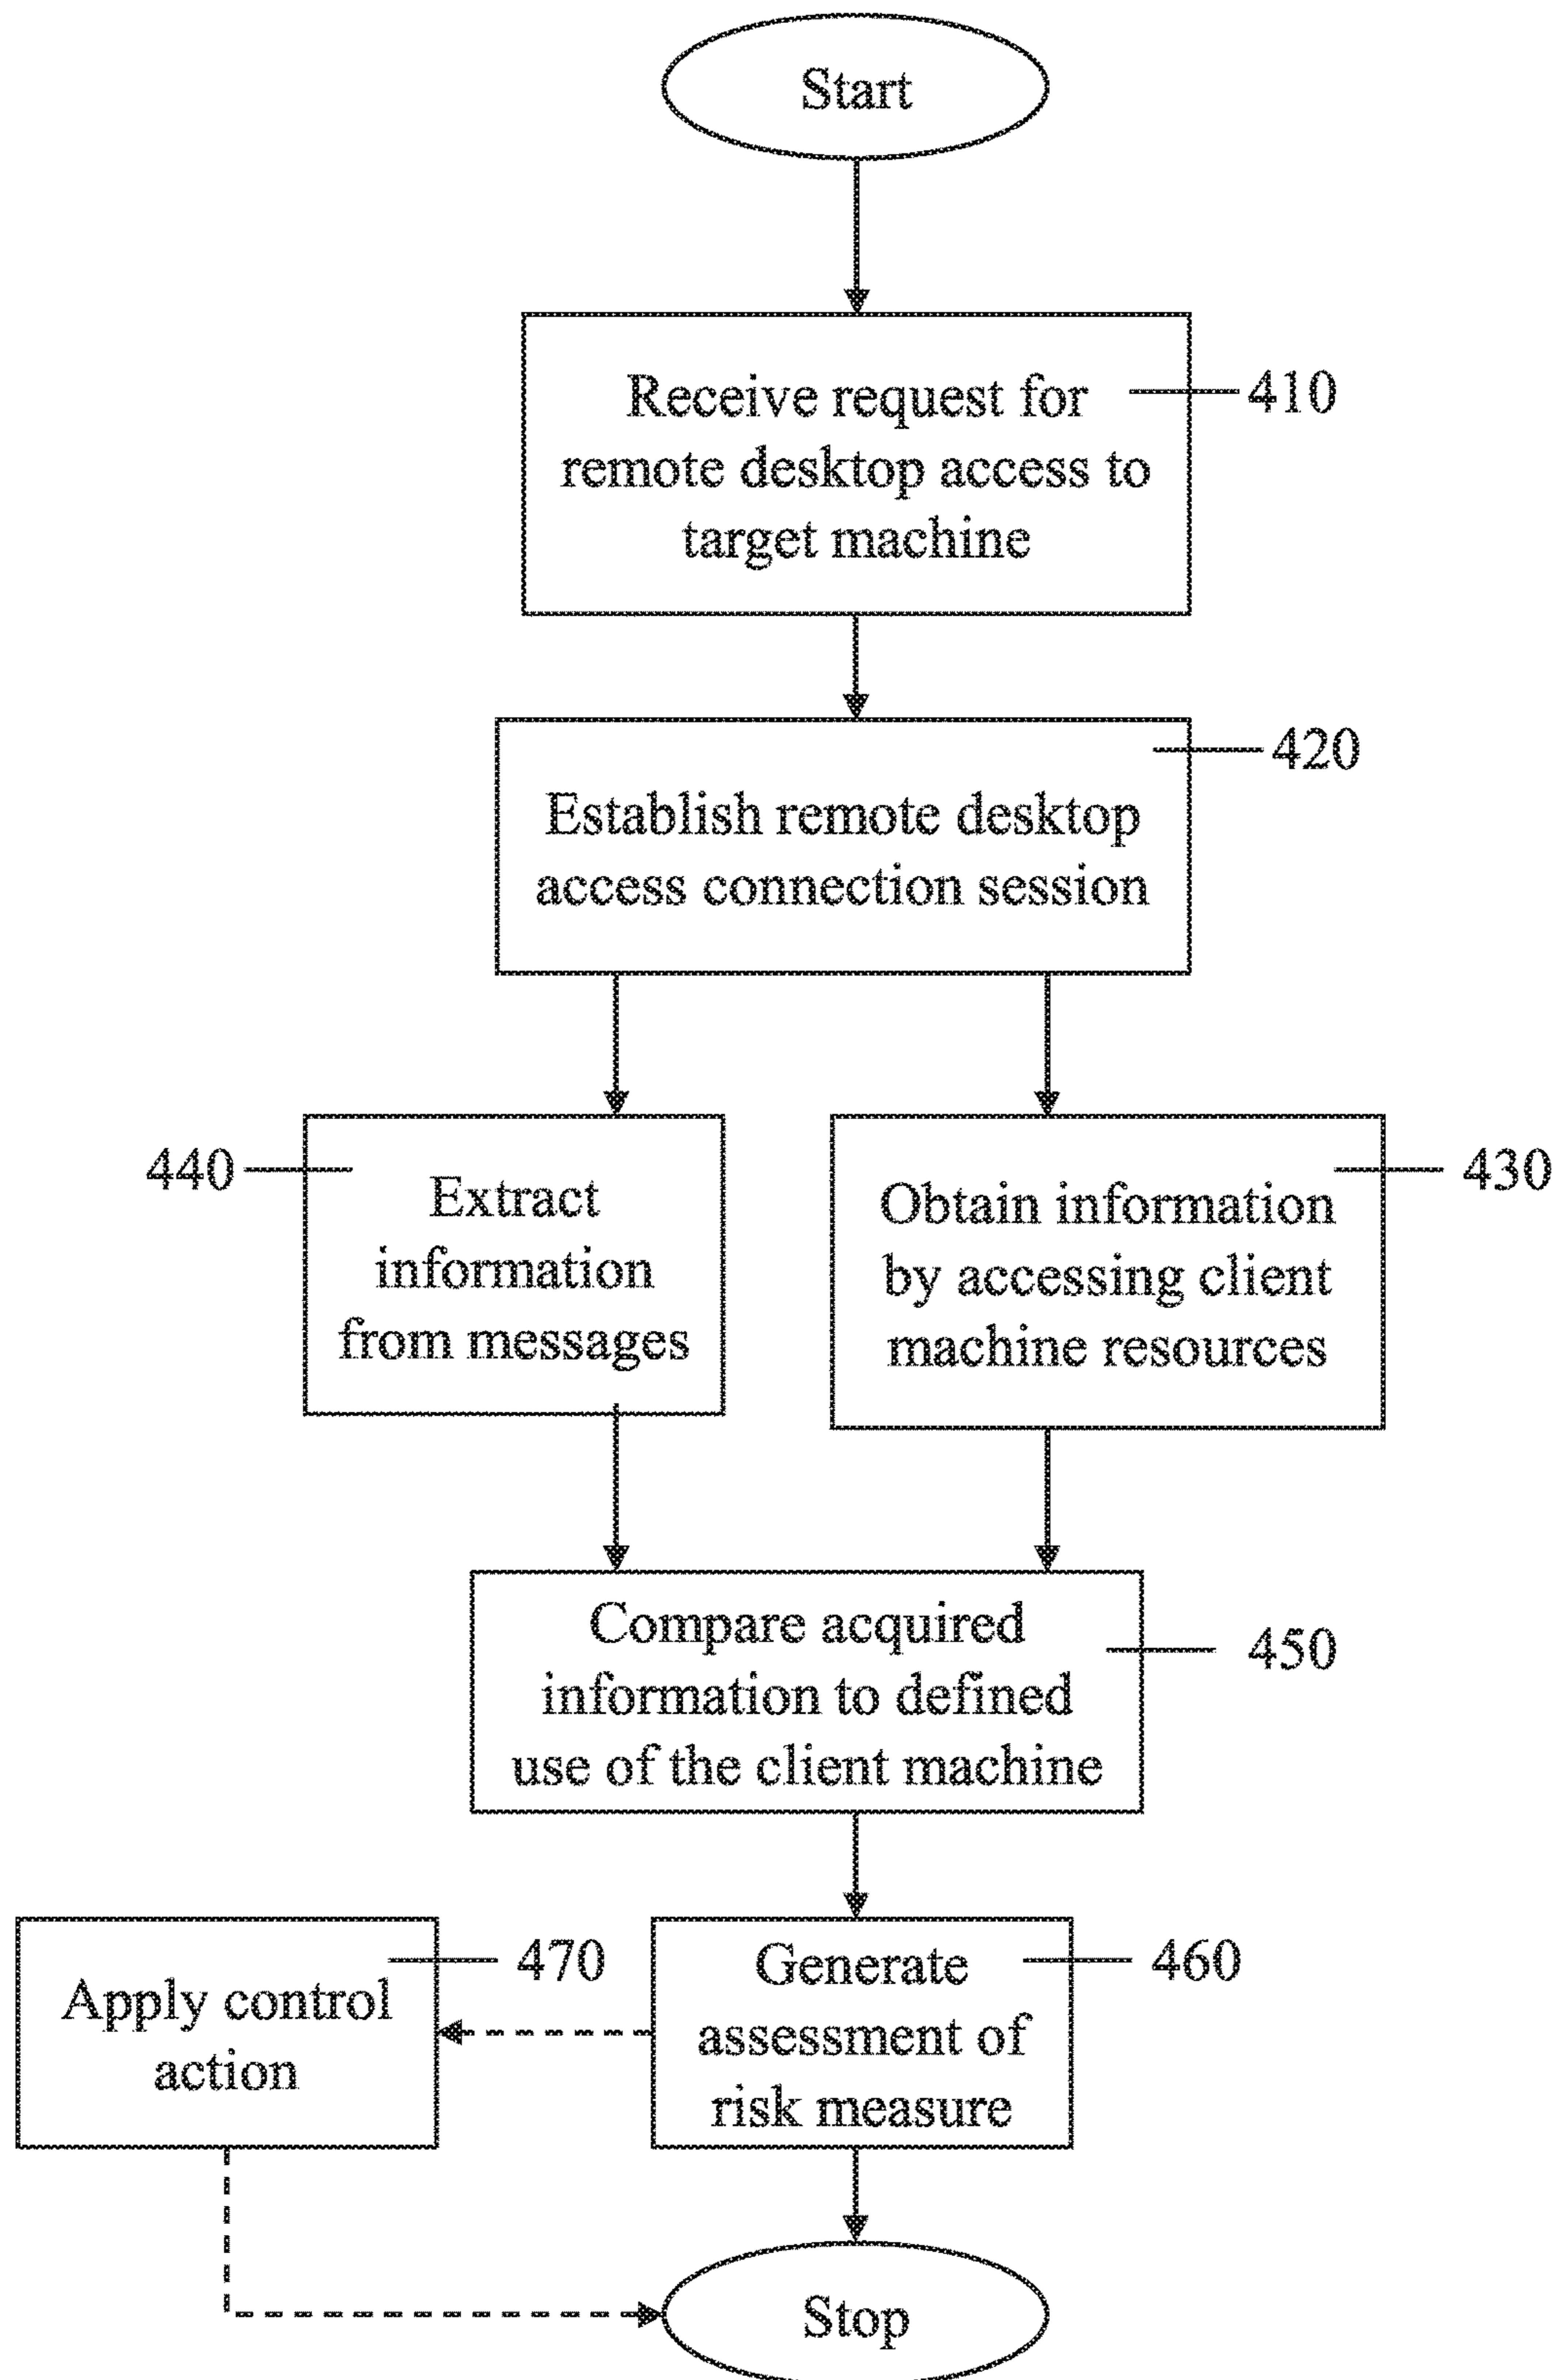 Start
Receive request for
remote desktop access to
target machine
410
Establish remote desktop
access connection session
420
Extract
information
from messages
440
Obtain information
by accessing client
machine resources
430
Compare acquired
information to defined
use of the client machine
450
Apply control
action
470
Generate
assessment of
risk measure
460
Stop